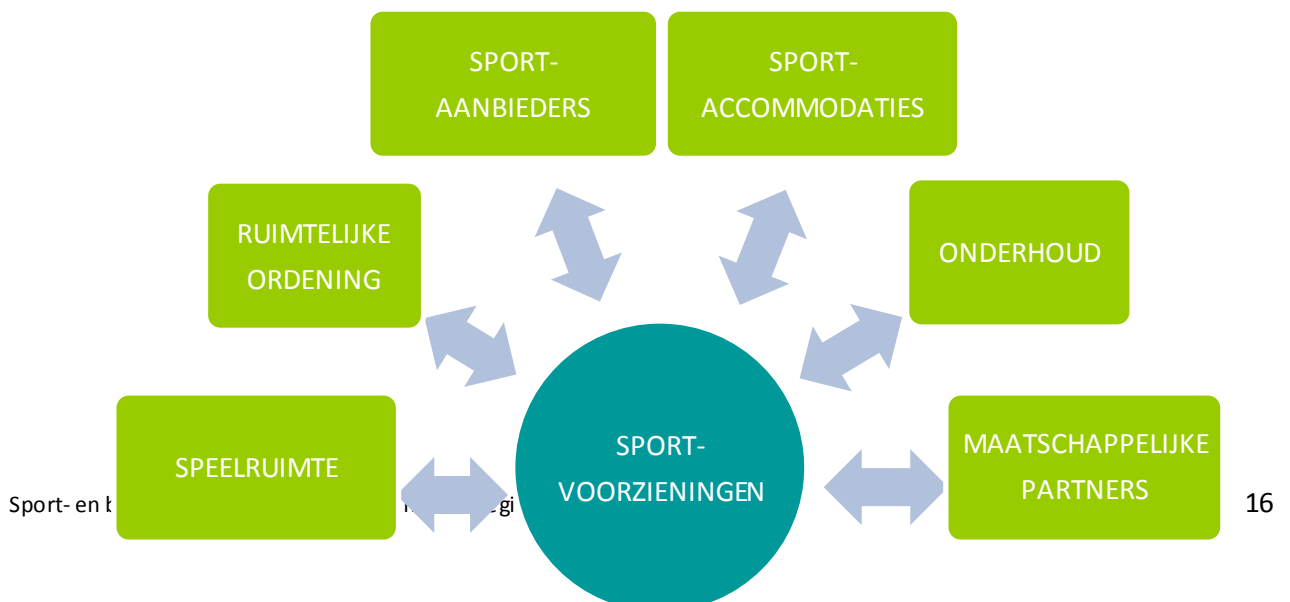 SPORT-
AANBIEDERS
SPORT-
ACCOMMODATIES
RUIMTELIJKE
ORDENING
ONDERHOUD
SPEELRUIMTE
SPORT-
VOORZIENINGEN
MAATSCHAPPELIJKE
PARTNERS
Sport- en
16